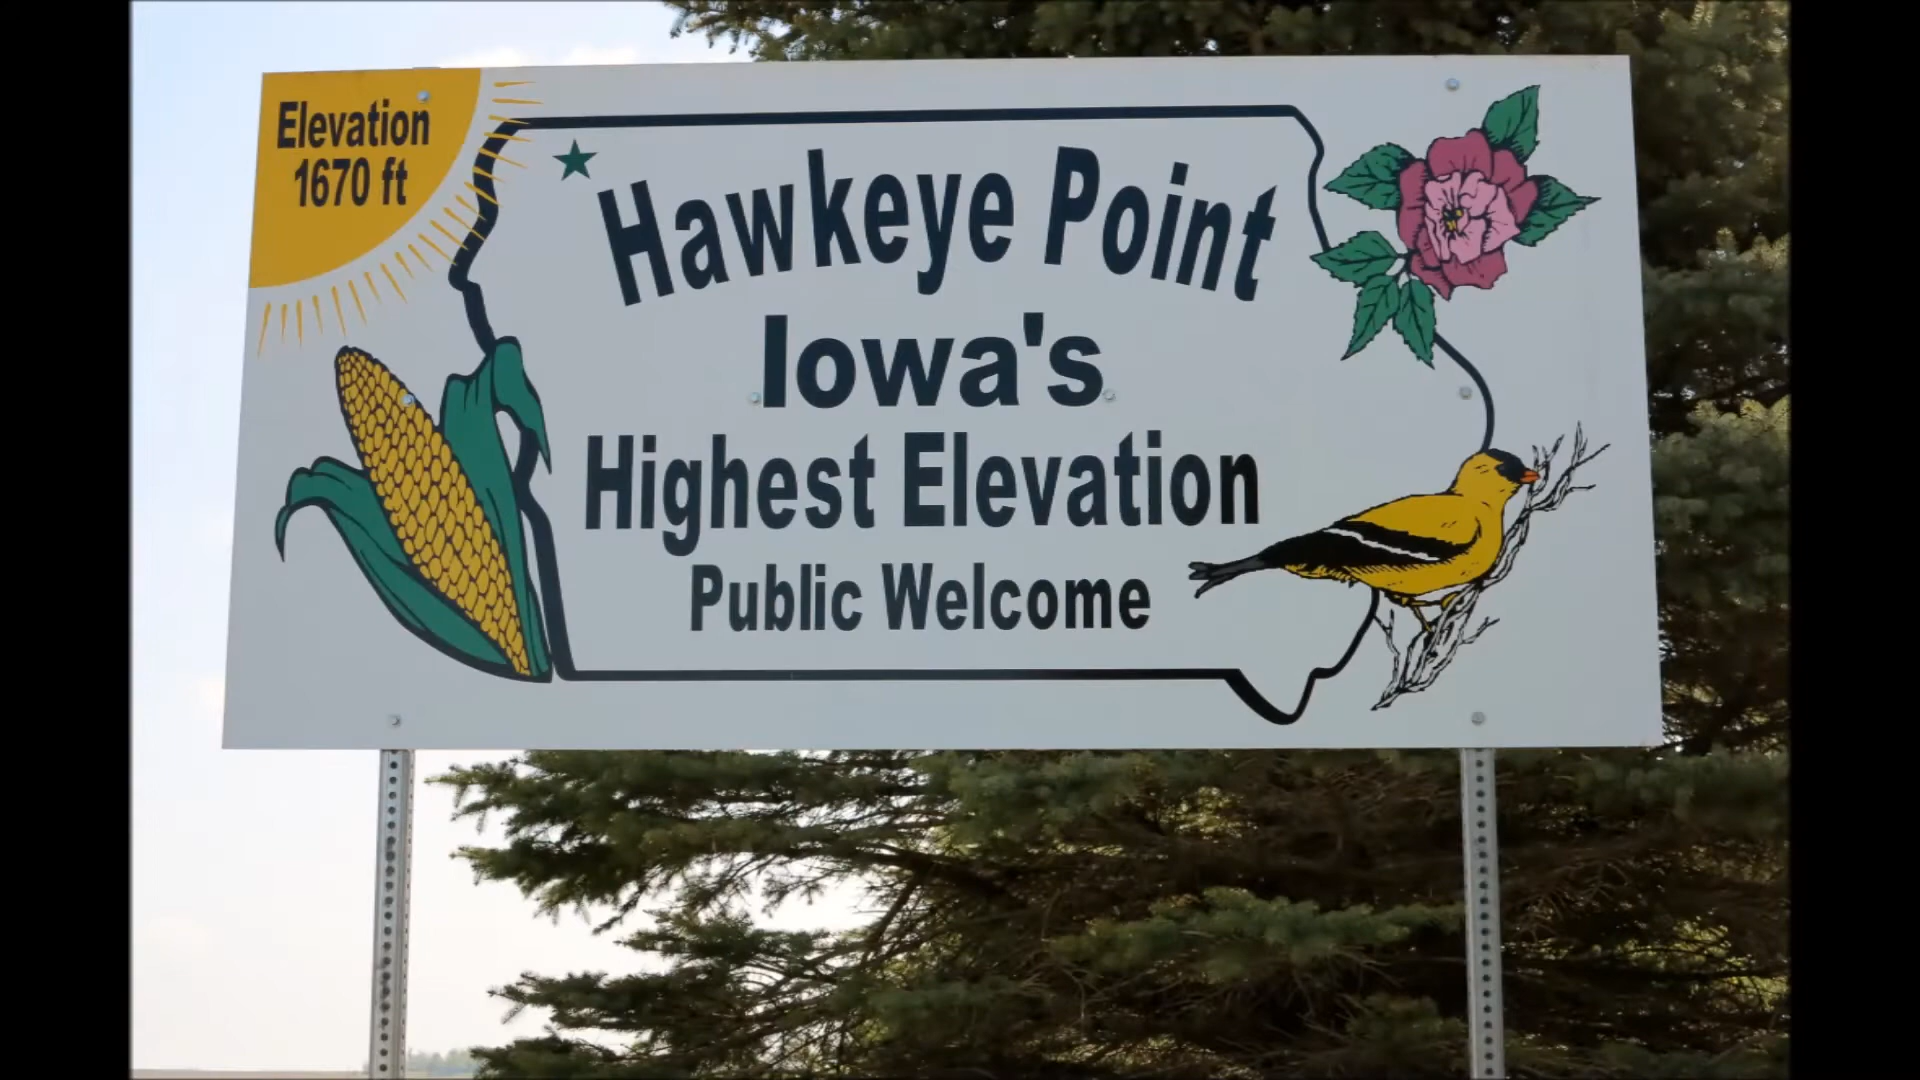 Elevation
1670 ft
Hawkeye Point
Iowa's
Highest Elevation
Public Welcome